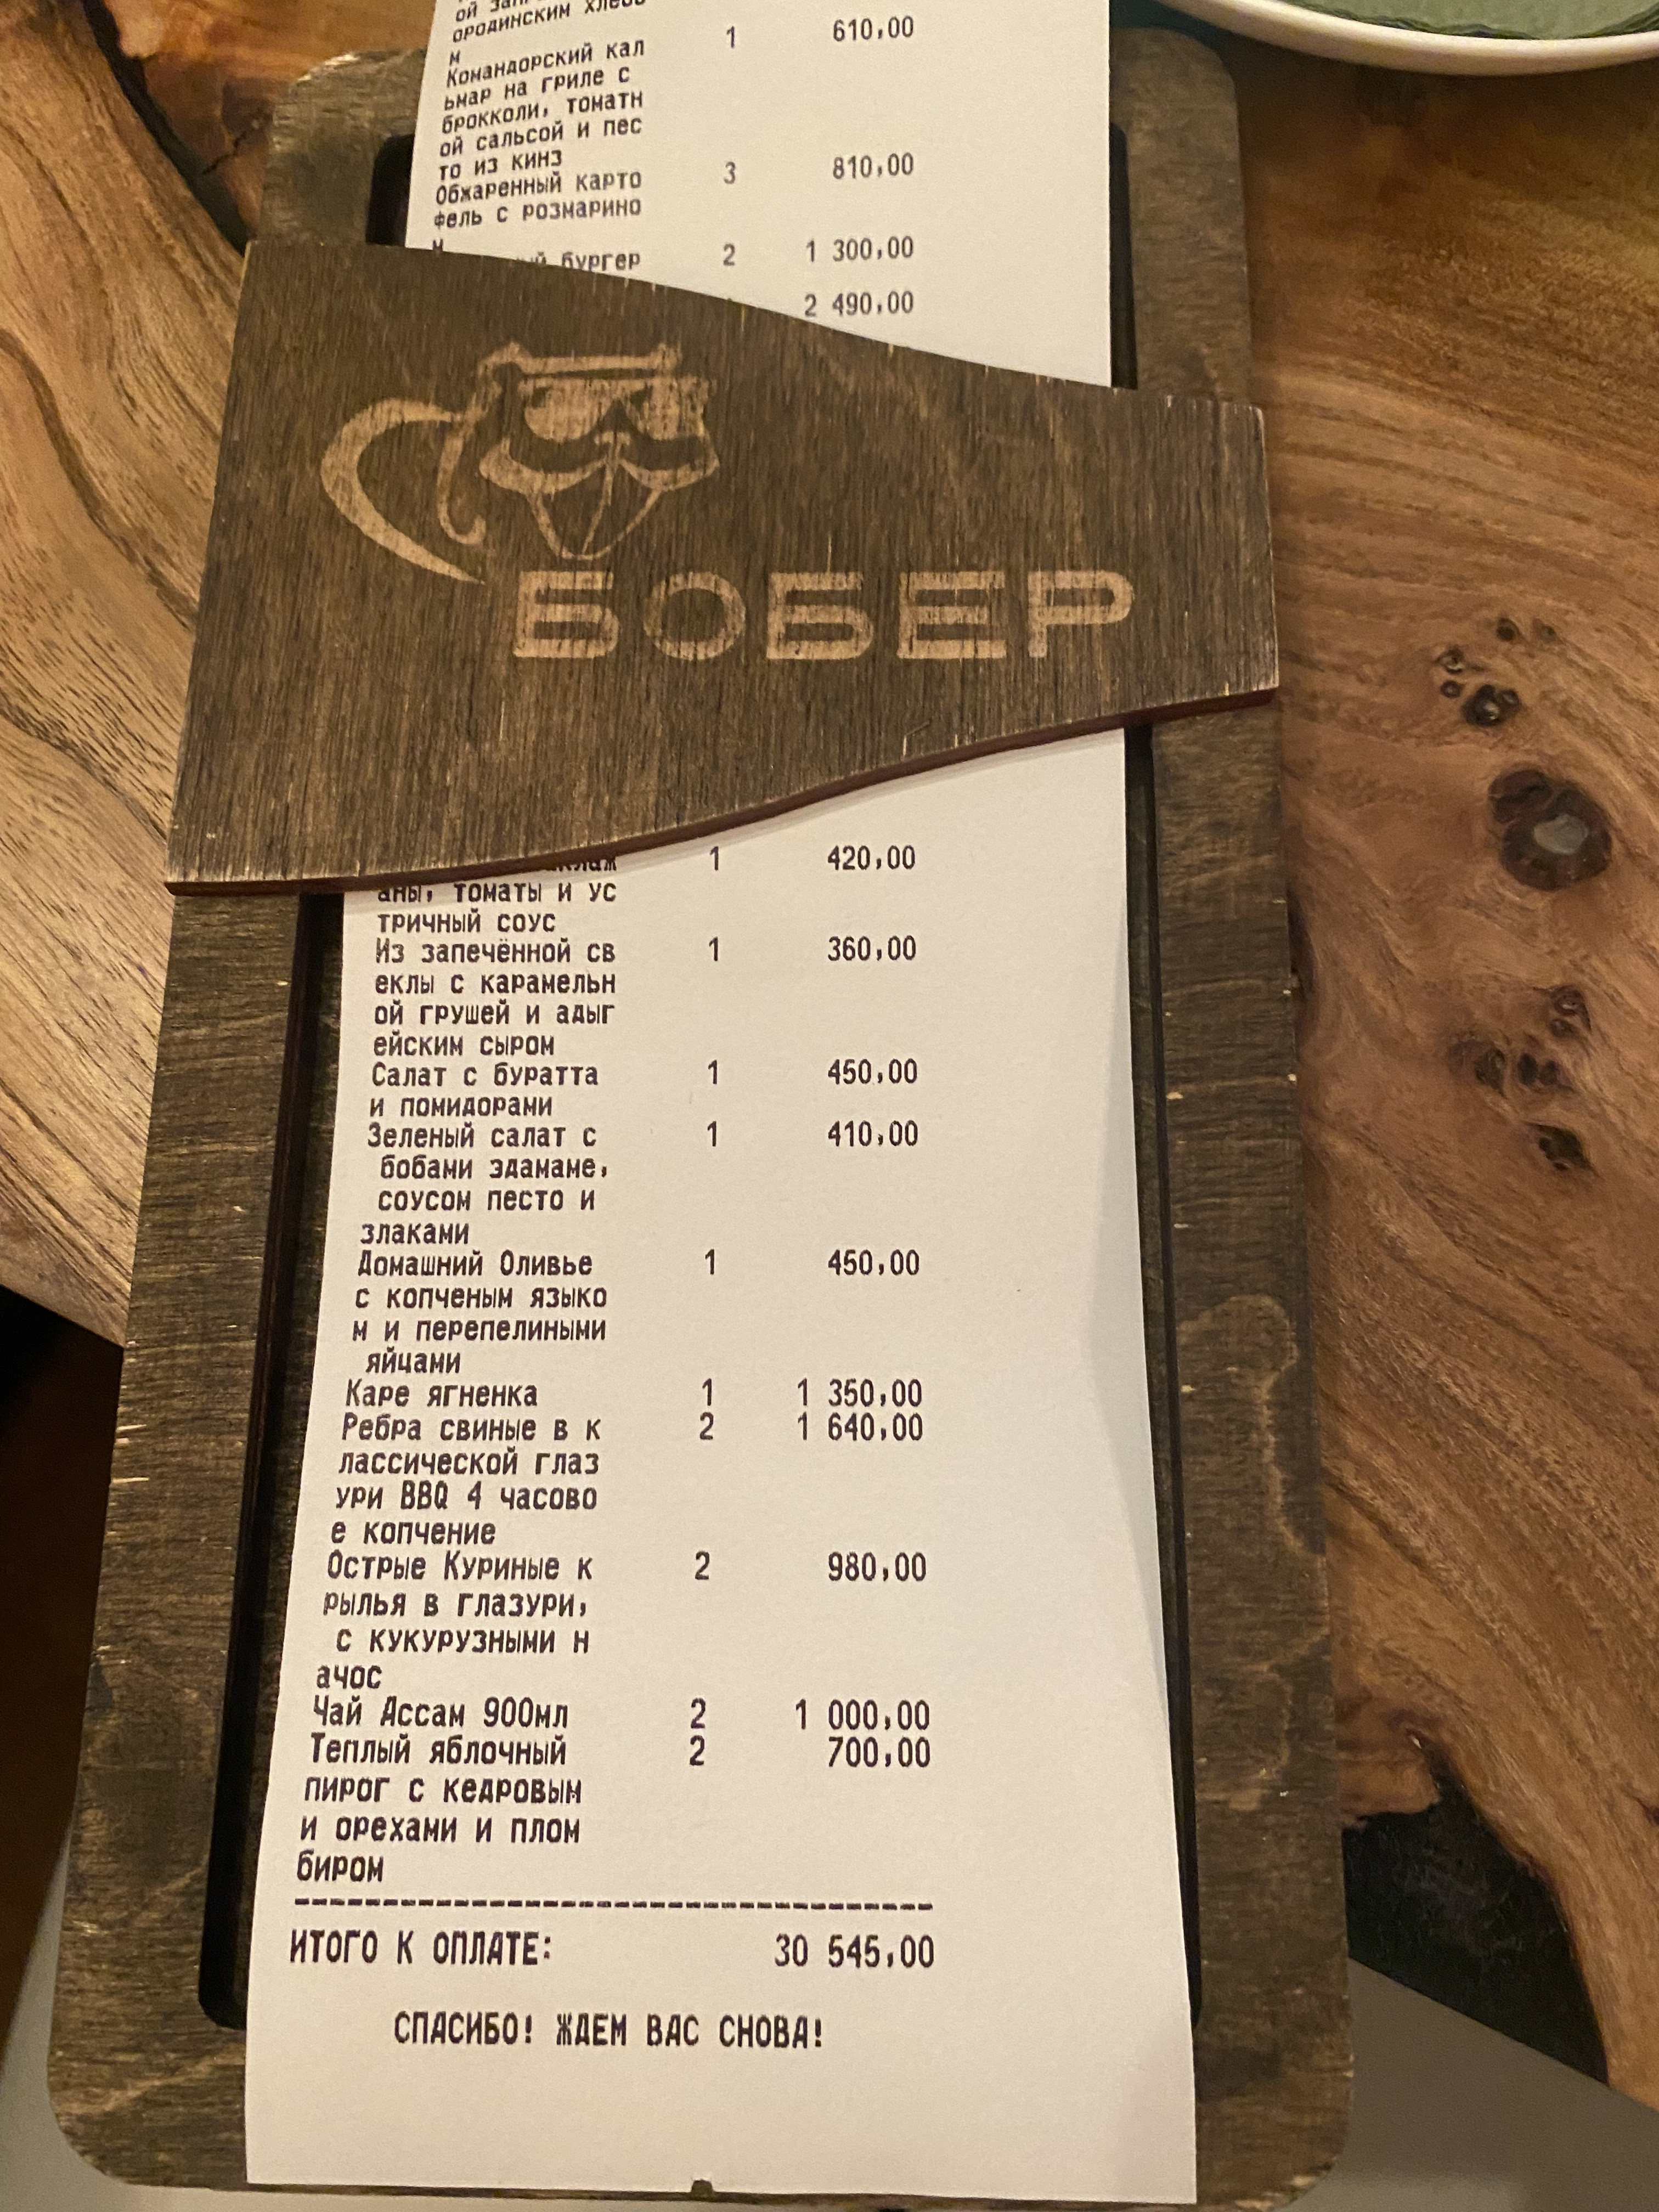 ородинским хлебо
м
Командорский кал 1 610,00
ьмар на гриле с
брокколи, томатн
ой сальсой и пес
то из кинз
Обжаренный карто 3 810,00
фель с розмарино
м
бургер 2 1 300,00
2 490,00
БОБЕР
1 420,00
аны, томаты и ус
тричный соус
Из запечённой св 1 360,00
еклы с карамельн
ой грушей и адыг
ейским сыром
Салат с буратта 1 450,00
и помидорами
Зеленый салат с 1 410,00
бобами эдамаме,
соусом песто и
злаками
Домашний Оливье 1 450,00
с копченым языко
м и перепелиными
яйцами
Каре ягненка 1 1 350,00
Ребра свиные в к 2 1 640,00
лассической глаз
ури BBQ 4 часово
е копчение
Острые Куриные к 2 980,00
рылья в глазури,
с кукурузными н
ачос
Чай Ассам 900мл 2 1 000,00
Теплый яблочный 2 700,00
пирог с кедровым
и орехами и плом
биром
ИТОГО К ОПЛАТЕ: 30 545,00
СПАСИБО! ЖДЕМ ВАС СНОВА!